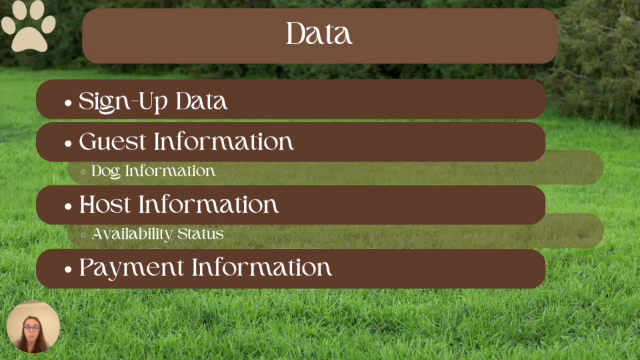 Data
• Sign-Up Data
• Guest Information
◦ Dog Information
• Host Information
◦ Availability Status
• Payment Information